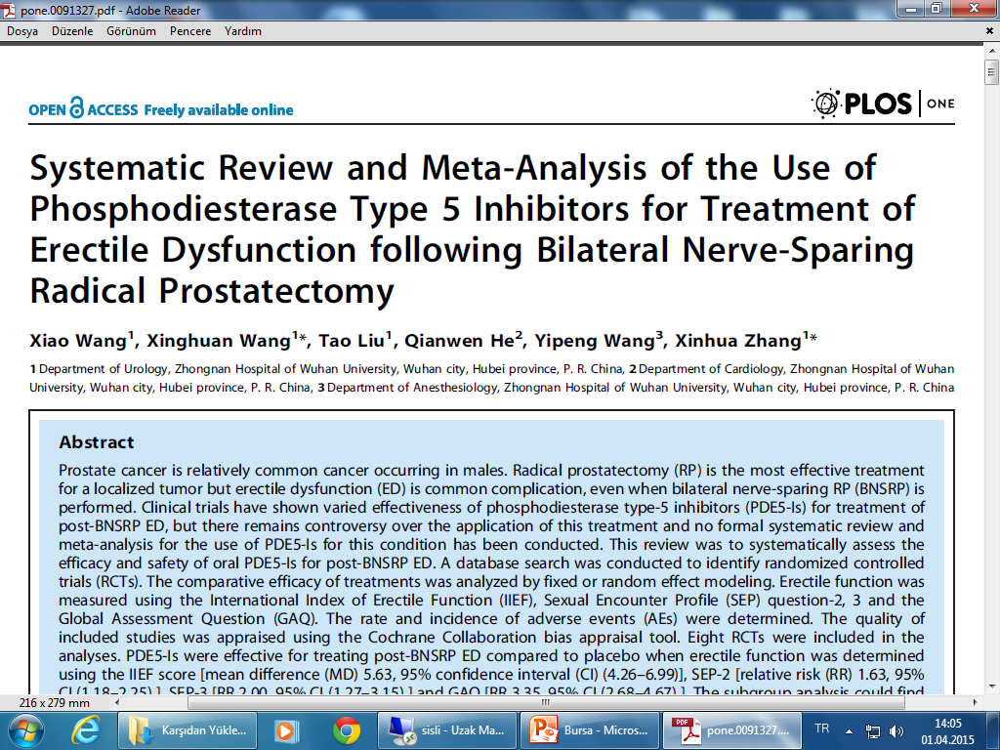 pone.0091327.pdf - Adobe Reader
Dosya Düzenle Görünüm Pencere Yardım
OPEN ACCESS Freely available online
PLOS ONE
Systematic Review and Meta-Analysis of the Use of
Phosphodiesterase Type 5 Inhibitors for Treatment of
Erectile Dysfunction following Bilateral Nerve-Sparing
Radical Prostatectomy
Xiao Wang1, Xinghuan Wang1*, Tao Liu1, Qianwen He2, Yipeng Wang3, Xinhua Zhang1*
1 Department of Urology, Zhongnan Hospital of Wuhan University, Wuhan city, Hubei province, P. R. China, 2 Department of Cardiology, Zhongnan Hospital of Wuhan
University, Wuhan city, Hubei province, P. R. China, 3 Department of Anesthesiology, Zhongnan Hospital of Wuhan University, Wuhan city, Hubei province, P. R. China
Abstract
Prostate cancer is relatively common cancer occurring in males. Radical prostatectomy (RP) is the most effective treatment
for a localized tumor but erectile dysfunction (ED) is common complication, even when bilateral nerve-sparing RP (BNSRP) is
performed. Clinical trials have shown varied effectiveness of phosphodiesterase type-5 inhibitors (PDE5-Is) for treatment of
post-BNSRP ED, but there remains controversy over the application of this treatment and no formal systematic review and
meta-analysis for the use of PDE5-Is for this condition has been conducted. This review was to systematically assess the
efficacy and safety of oral PDE5-Is for post-BNSRP ED. A database search was conducted to identify randomized controlled
trials (RCTs). The comparative efficacy of treatments was analyzed by fixed or random effect modeling. Erectile function was
measured using the International Index of Erectile Function (IIEF), Sexual Encounter Profile (SEP) question-2, 3 and the
Global Assessment Question (GAQ). The rate and incidence of adverse events (AEs) were determined. The quality of
included studies was appraised using the Cochrane Collaboration bias appraisal tool. Eight RCTs were included in the
analyses. PDE5-Is were effective for treating post-BNSRP ED compared to placebo when erectile function was determined
using the IIEF score [mean difference (MD) 5.63, 95% confidence interval (CI) (4.26–6.99)], SEP-2 [relative risk (RR) 1.63, 95%
CI (1.18–2.25)], SEP-3 [RR 2.00, 95% CI (1.27–3.15)] and GAQ [RR 3.35, 95% CI (2.68–4.67)]. The subgroup analysis could find
216 x 279 mm
Karşıdan Yükle...
sisli - Uzak Ma...
Bursa - Micros...
PDF
pone.0091327....
TR
14:05
01.04.2015